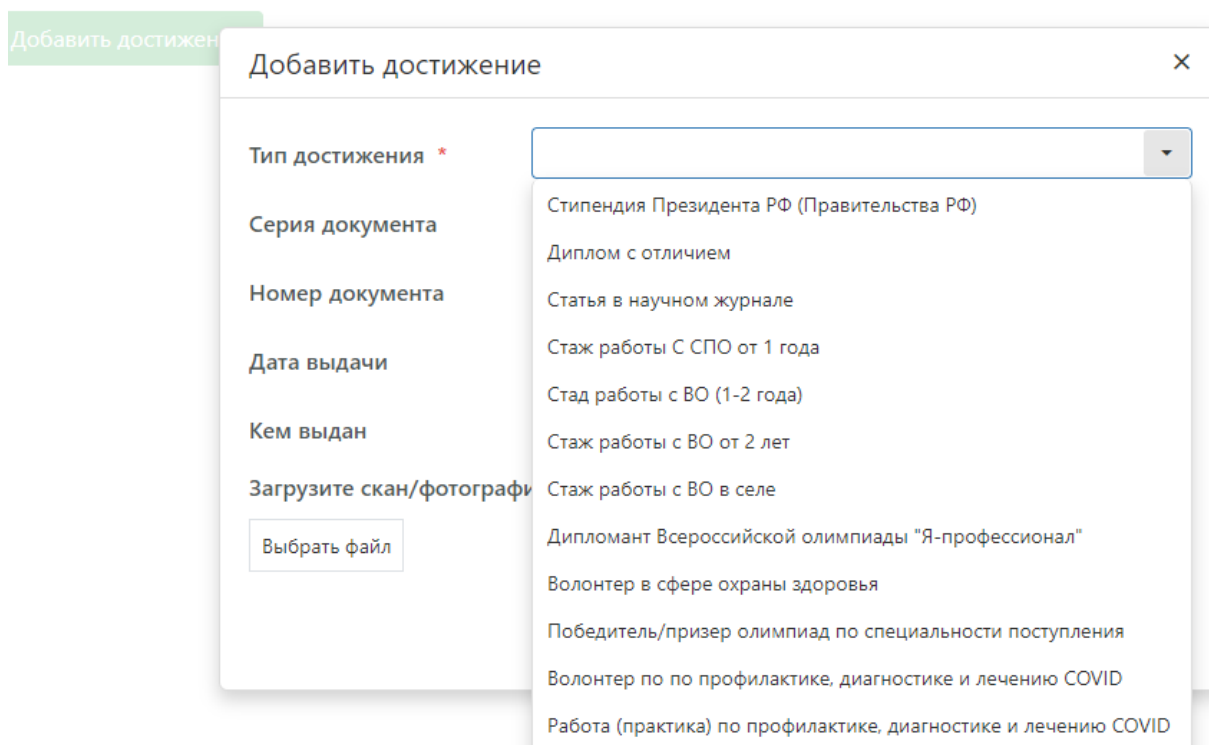 Добавить достижен
Добавить достижение ×
Тип достижения *
Стипендия Президента РФ (Правительства РФ)
Серия документа
Диплом с отличием
Номер документа
Статья в научном журнале
Стаж работы С СПО от 1 года
Дата выдачи
Стад работы с ВО (1-2 года)
Кем выдан
Стаж работы с ВО от 2 лет
Загрузите скан/фотографи
Стаж работы с ВО в селе
Выбрать файл
Дипломант Всероссийской олимпиады "Я-профессионал"
Волонтер в сфере охраны здоровья
Победитель/призер олимпиад по специальности поступления
Волонтер по по профилактике, диагностике и лечению COVID
Работа (практика) по профилактике, диагностике и лечению COVID